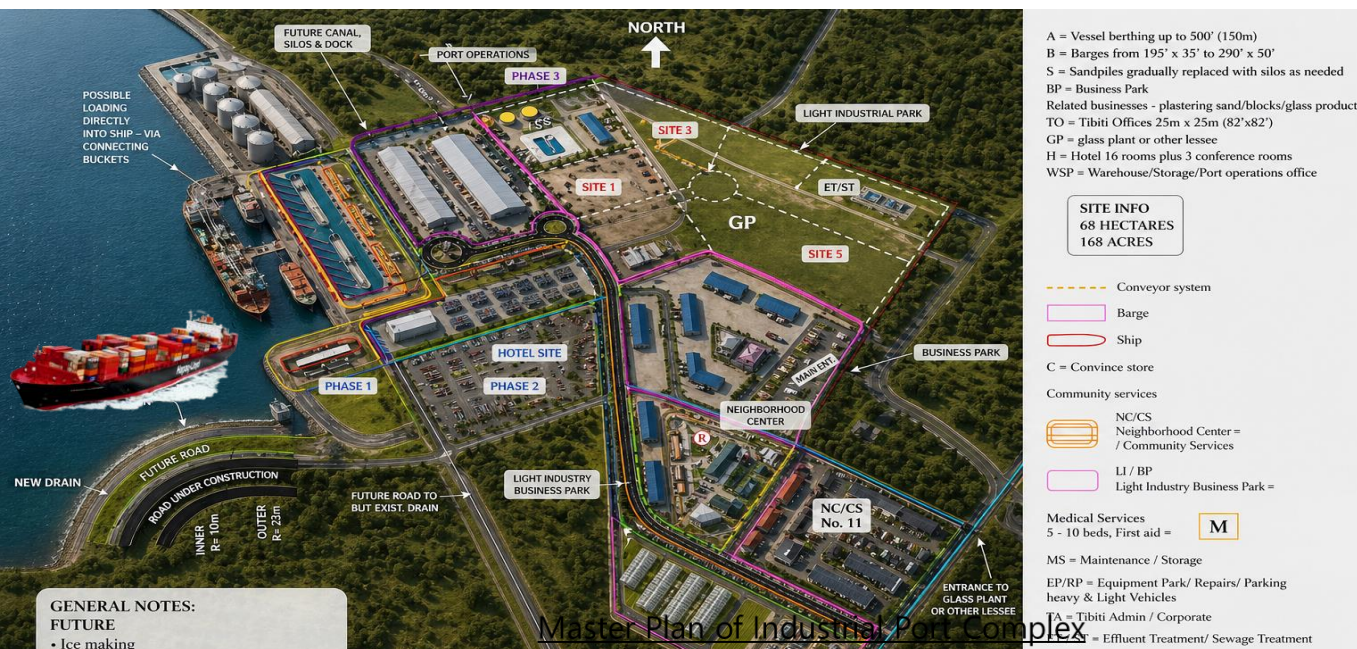 FUTURE CANAL,
SILOS & DOCK
PORT OPERATIONS
PHASE 3
NORTH
POSSIBLE
LOADING
DIRECTLY
INTO SHIP – VIA
CONNECTING
BUCKETS
LIGHT INDUSTRIAL PARK
SITE 3
SITE 1
ET/ST
GP
SITE 5
HOTEL SITE
PHASE 1
PHASE 2
MAIN ENT.
BUSINESS PARK
NEIGHBORHOOD
CENTER
R
FUTURE ROAD
ROAD UNDER CONSTRUCTION
NEW DRAIN
INNER
R= 10m
OUTER
R= 23m
FUTURE ROAD TO
BUT EXIST. DRAIN
LIGHT INDUSTRY
BUSINESS PARK
NC/CS
No. 11
ENTRANCE TO
GLASS PLANT
OR OTHER LESSEE
GENERAL NOTES:
FUTURE
• Ice making
Master Plan of Industrial Port Complex
A = Vessel berthing up to 500' (150m)
B = Barges from 195' x 35' to 290' x 50'
S = Sandpiles gradually replaced with silos as needed
BP = Business Park
Related businesses - plastering sand/blocks/glass product
TO = Tibiti Offices 25m x 25m (82'x82')
GP = glass plant or other lessee
H = Hotel 16 rooms plus 3 conference rooms
WSP = Warehouse/Storage/Port operations office
SITE INFO
68 HECTARES
168 ACRES
Conveyor system
Barge
Ship
C = Convince store
Community services
NC/CS
Neighborhood Center =
/ Community Services
LI / BP
Light Industry Business Park =
Medical Services
5 - 10 beds, First aid =
M
MS = Maintenance / Storage
EP/RP = Equipment Park/ Repairs/ Parking
heavy & Light Vehicles
TA = Tibiti Admin / Corporate
= Effluent Treatment/ Sewage Treatment